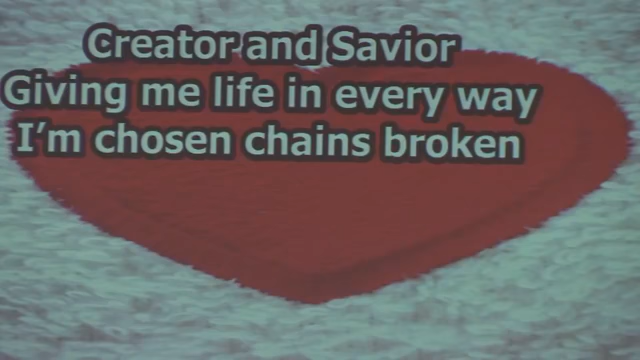 Creator and Savior
Giving me life in every way
I'm chosen chains broken